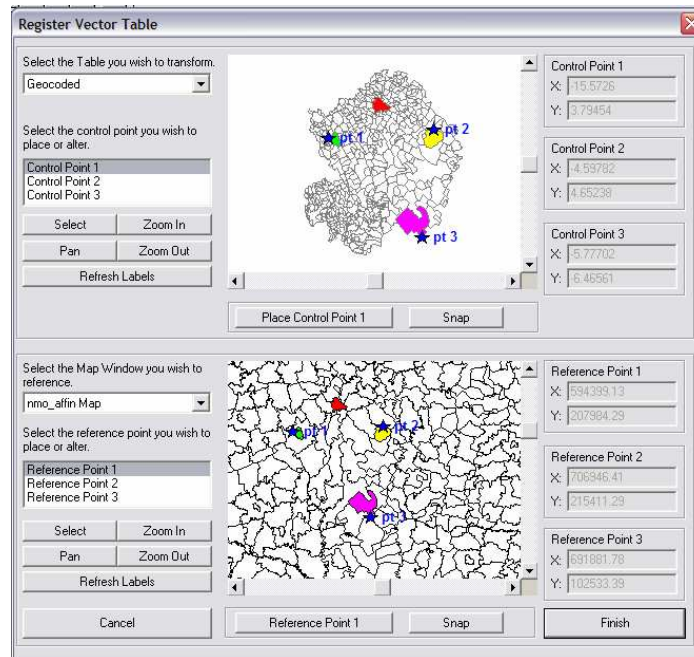 Register Vector Table
Select the Table you wish to transform.
Geocoded
Select the control point you wish to
place or alter.
Control Point 1
Control Point 2
Control Point 3
Select
Zoom In
Pan
Zoom Out
Refresh Labels
pt 1
pt 2
pt 3
Place Control Point 1
Snap
Control Point 1
X: -15.5726
Y: 3.79454
Control Point 2
X: -4.59782
Y: 4.65238
Control Point 3
X: -5.77702
Y: -6.46561
Select the Map Window you wish to
reference.
nmo_affin Map
Select the reference point you wish to
place or alter.
Reference Point 1
Reference Point 2
Reference Point 3
Select
Zoom In
Pan
Zoom Out
Refresh Labels
Cancel
pt 1
pt 2
pt 3
Reference Point 1
Snap
Reference Point 1
X: 594399.13
Y: 207984.29
Reference Point 2
X: 706946.41
Y: 215411.29
Reference Point 3
X: 691881.78
Y: 102533.39
Finish